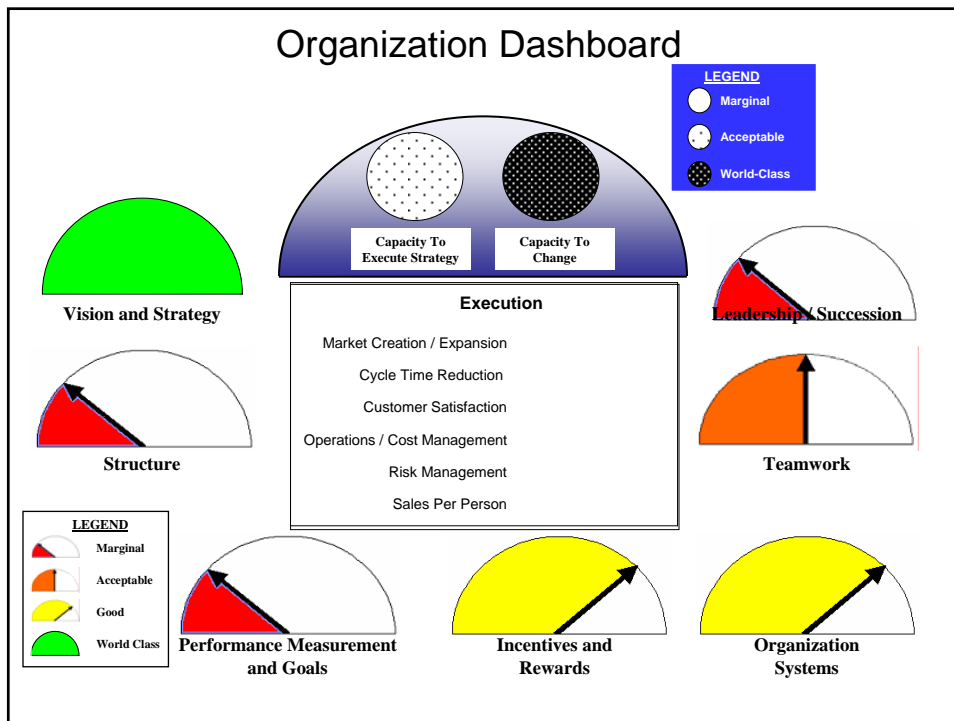 Organization Dashboard
LEGEND
Marginal
Acceptable
World-Class
Capacity To
Execute Strategy
Capacity To
Change
Vision and Strategy
Leadership / Succession
Execution
Market Creation / Expansion
Cycle Time Reduction
Customer Satisfaction
Operations / Cost Management
Risk Management
Sales Per Person
Structure
Teamwork
LEGEND
Marginal
Acceptable
Good
World Class
Performance Measurement
and Goals
Incentives and
Rewards
Organization
Systems